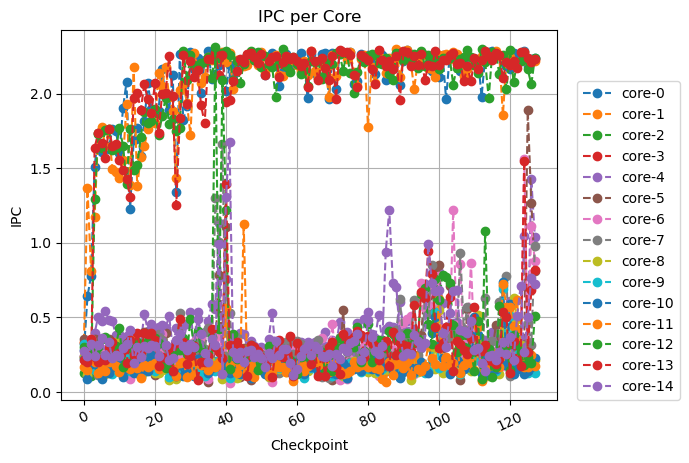 IPC per Core
IPC
2.0
1.5
1.0
0.5
0.0
0
20
40
60
80
100
120
Checkpoint
core-0
core-1
core-2
core-3
core-4
core-5
core-6
core-7
core-8
core-9
core-10
core-11
core-12
core-13
core-14